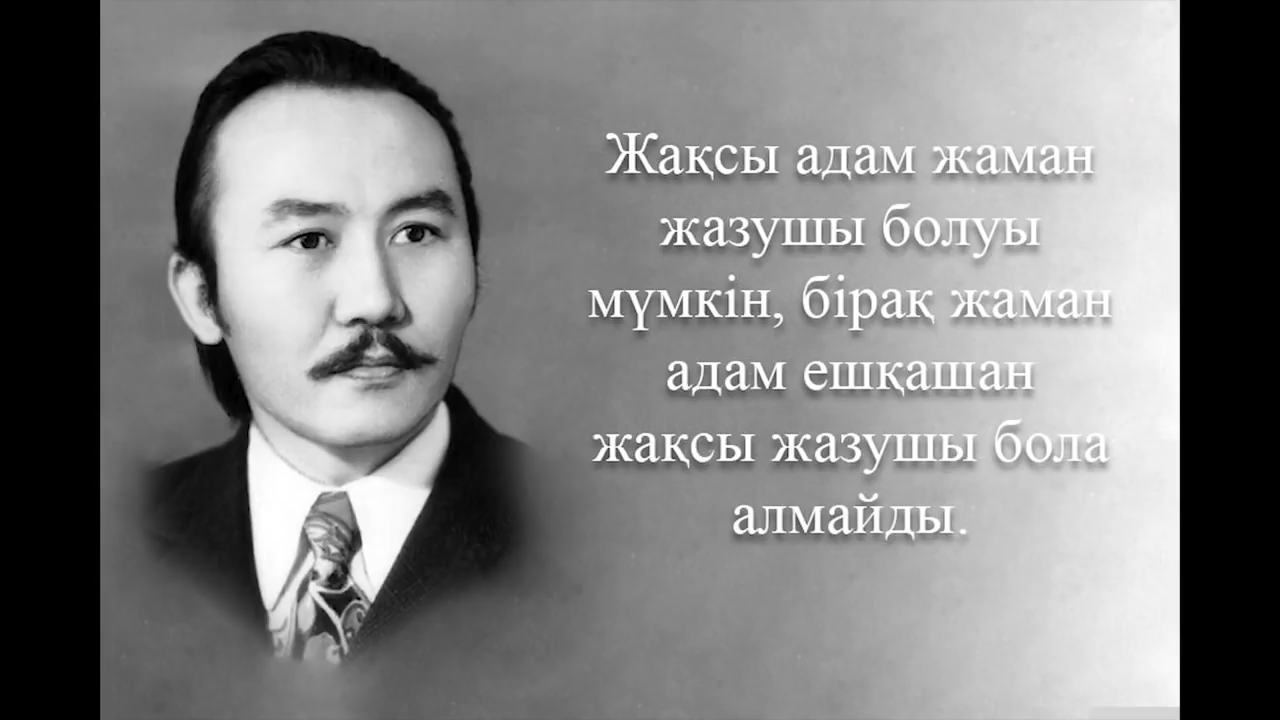 Жақсы адам жаман
жазушы болуы
мүмкін, бірақ жаман
адам ешқашан
жақсы жазушы бола
алмайды.